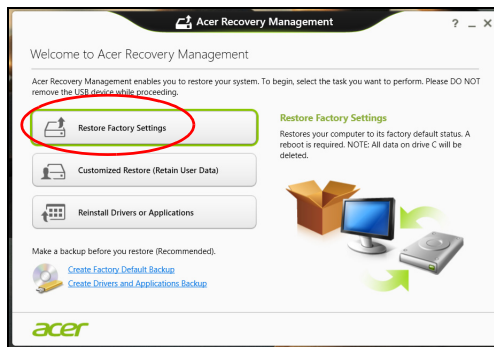 Acer Recovery Management
? _ X
Welcome to Acer Recovery Management
Acer Recovery Management enables you to restore your system. To begin, select the task you want to perform. Please DO NOT
remove the USB device while proceeding.
Restore Factory Settings
Customized Restore (Retain User Data)
Reinstall Drivers or Applications
Restore Factory Settings
Restores your computer to its factory default status. A
reboot is required. NOTE: All data on drive C will be
deleted.
Make a backup before you restore (Recommended).
Create Factory Default Backup
Create Drivers and Applications Backup
acer